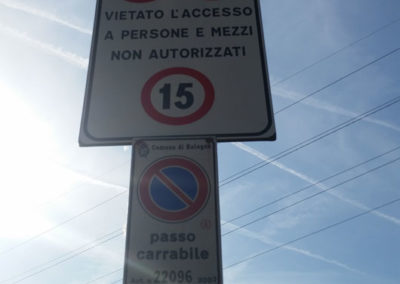 VIETATO L'ACCESSO
A PERSONE E MEZZI
NON AUTORIZZATI
15
Comune di Bologna
passo
carrabile
22096